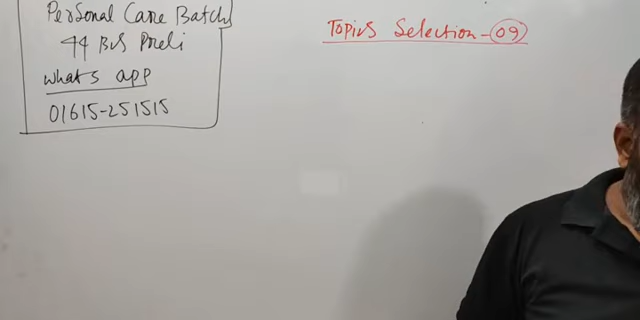 Personal Care Batch
44 BCS Preli
whats app
01615-251515
Topics Selection-09